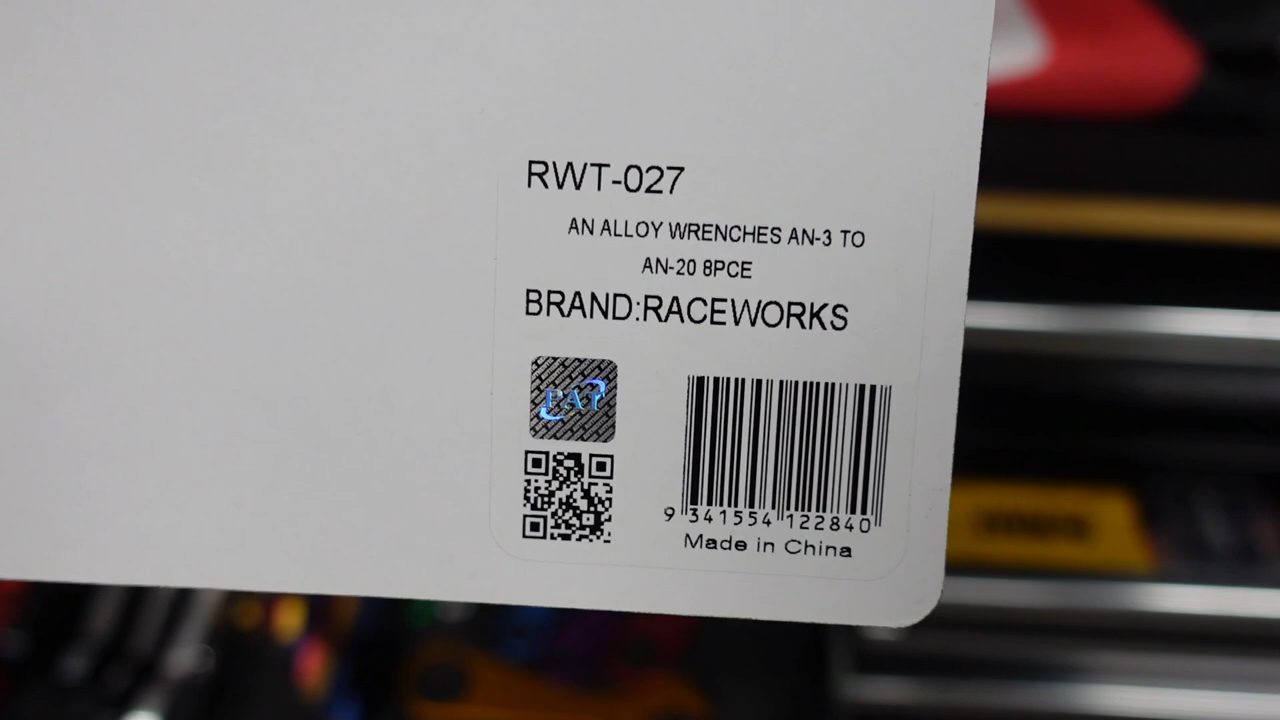 RWT-027
AN ALLOY WRENCHES AN-3 TO
AN-20 8PCE
BRAND:RACEWORKS
PAT
9 341554 122840
Made in China